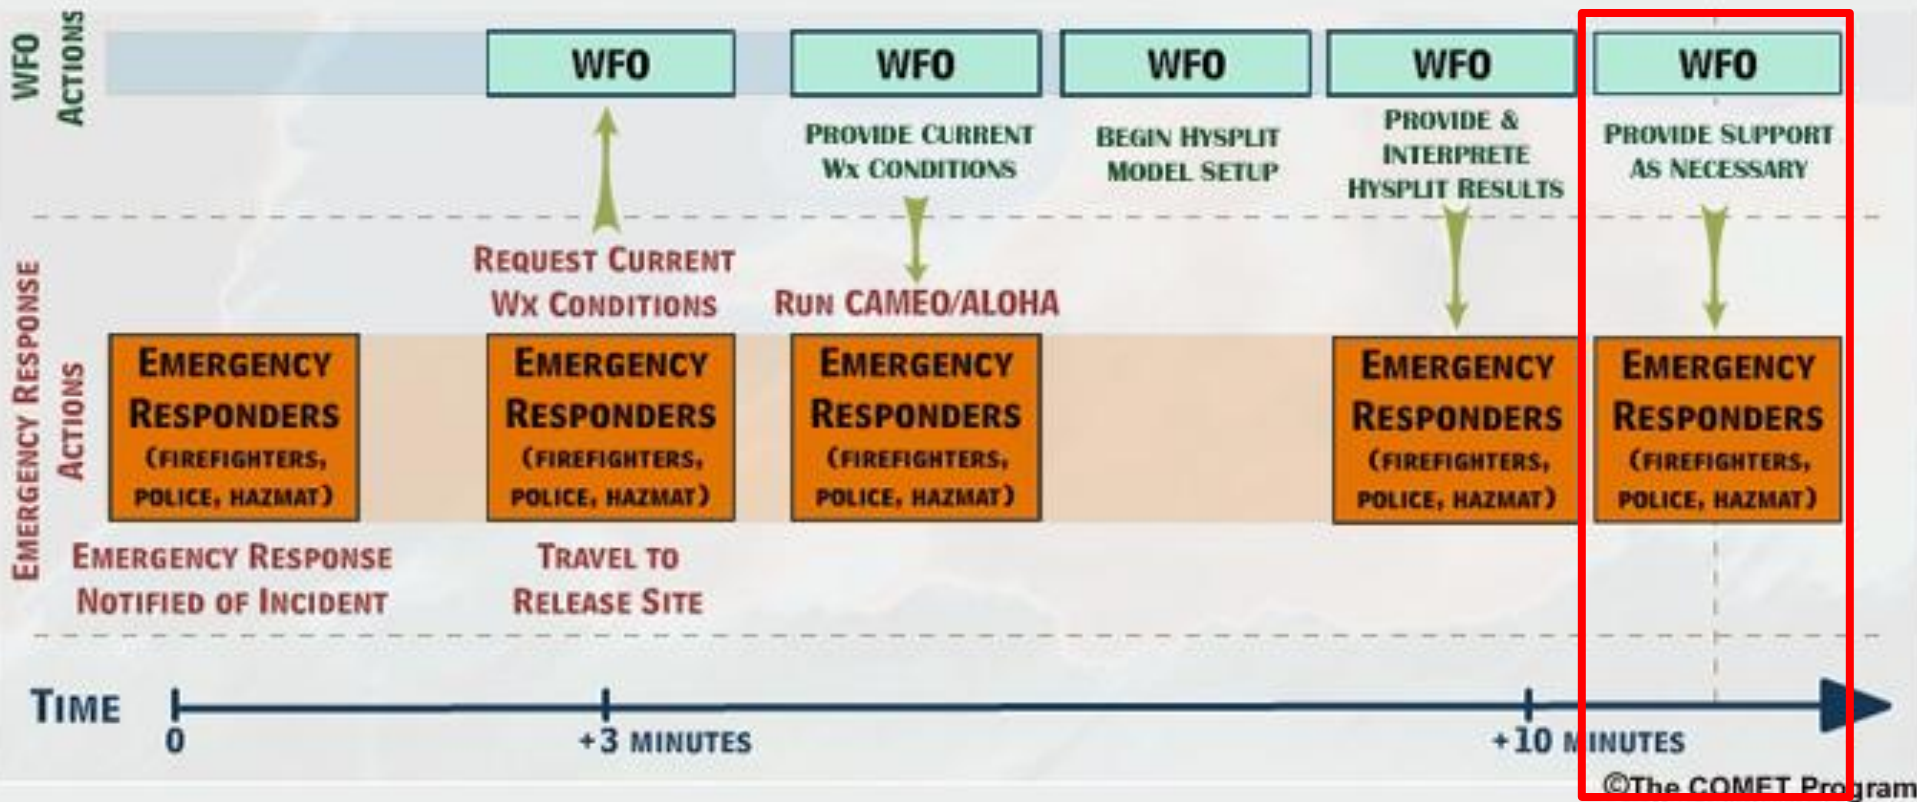 WFO
ACTIONS
WFO
WFO
WFO
WFO
WFO
PROVIDE CURRENT
WX CONDITIONS
BEGIN HYSPLIT
MODEL SETUP
PROVIDE &
INTERPRETE
HYSPLIT RESULTS
PROVIDE SUPPORT
AS NECESSARY
EMERGENCY RESPONSE
ACTIONS
REQUEST CURRENT
WX CONDITIONS
RUN CAMEO/ALOHA
EMERGENCY
RESPONDERS
(FIREFIGHTERS,
POLICE, HAZMAT)
EMERGENCY
RESPONDERS
(FIREFIGHTERS,
POLICE, HAZMAT)
EMERGENCY
RESPONDERS
(FIREFIGHTERS,
POLICE, HAZMAT)
EMERGENCY
RESPONDERS
(FIREFIGHTERS,
POLICE, HAZMAT)
EMERGENCY
RESPONDERS
(FIREFIGHTERS,
POLICE, HAZMAT)
EMERGENCY RESPONSE
NOTIFIED OF INCIDENT
TRAVEL TO
RELEASE SITE
TIME
0
+3 MINUTES
+10 MINUTES
©The COMET Program